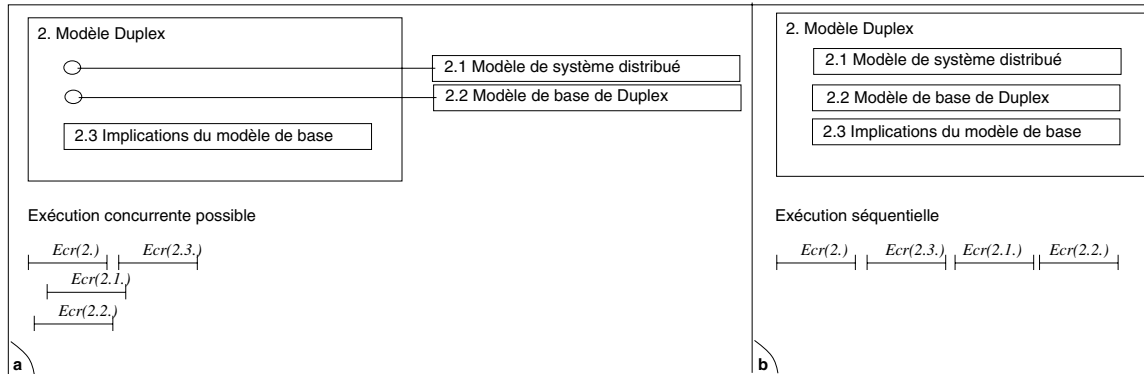 2. Modèle Duplex
2.1 Modèle de système distribué
2.2 Modèle de base de Duplex
2.3 Implications du modèle de base
Exécution concurrente possible
Ecr(2.) Ecr(2.3.)
Ecr(2.1.)
Ecr(2.2.)
a
2. Modèle Duplex
2.1 Modèle de système distribué
2.2 Modèle de base de Duplex
2.3 Implications du modèle de base
Exécution séquentielle
Ecr(2.) Ecr(2.3.) Ecr(2.1.) Ecr(2.2.)
b